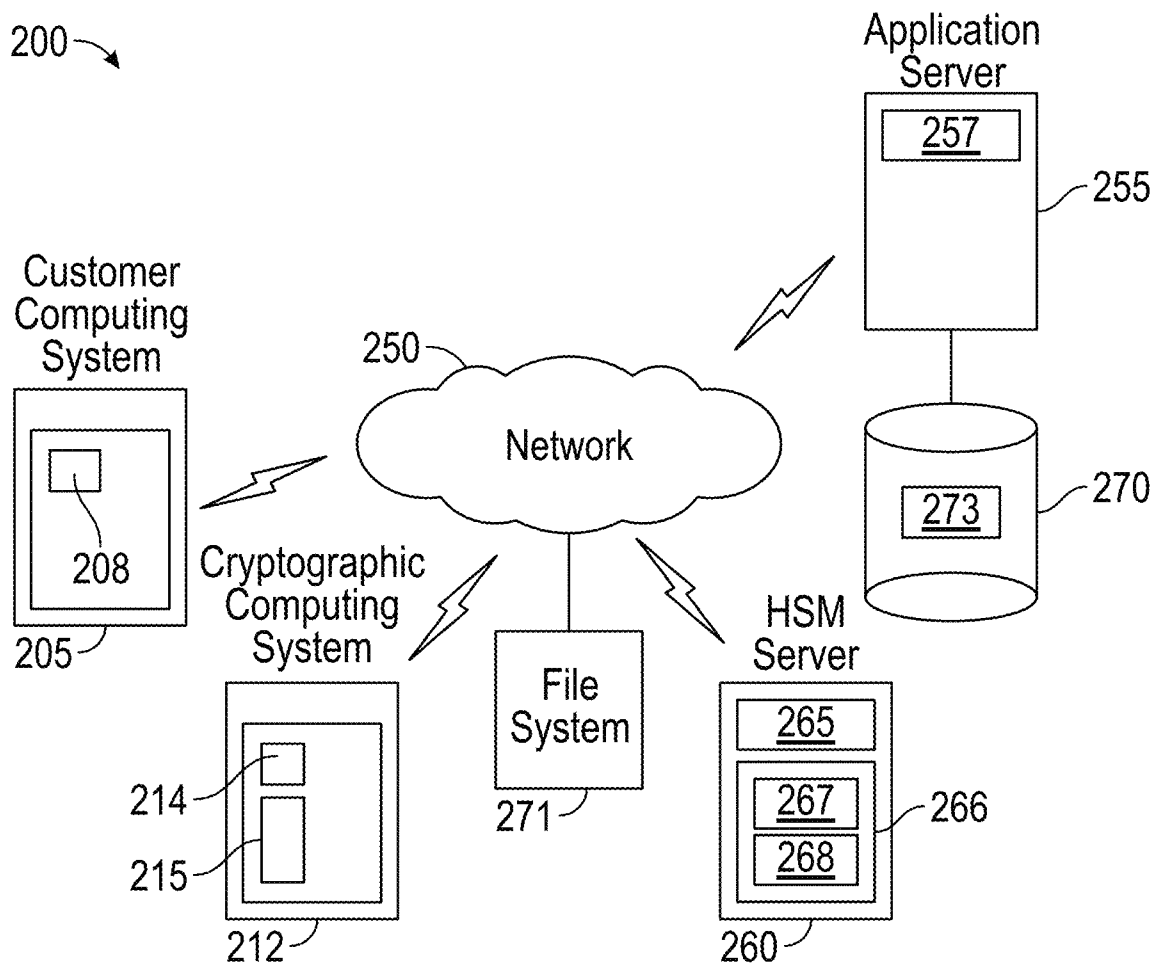 200
Application
Server
257
255
Customer
Computing
System
250
Network
208
205
270
273
Cryptographic
Computing
System
214
215
212
File
System
271
HSM
Server
265
267
266
268
260